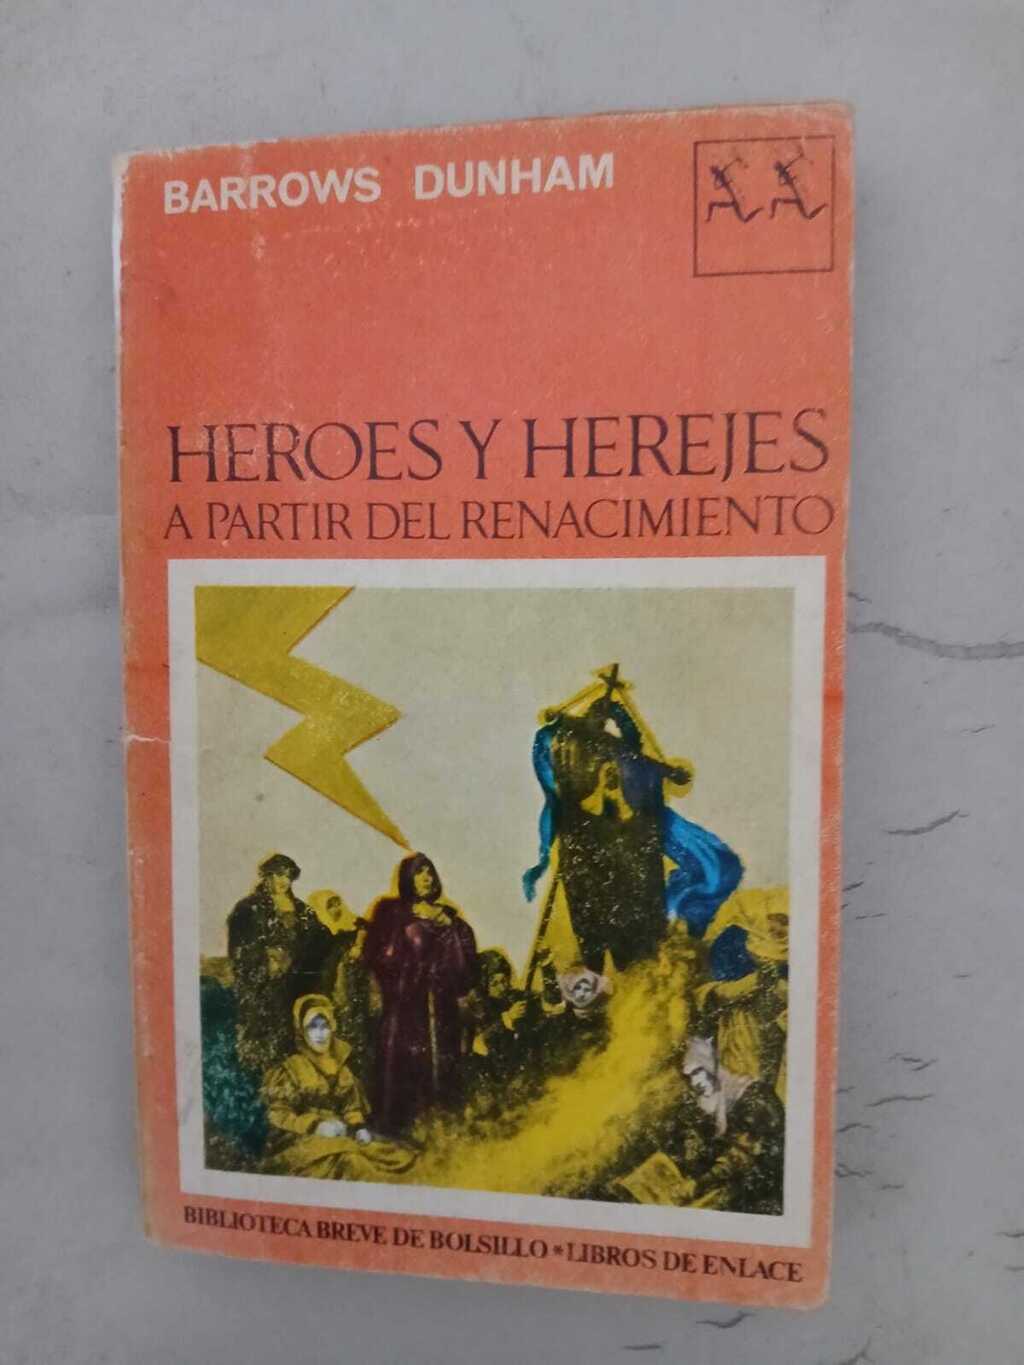 BARROWS DUNHAM
HEROES Y HEREJES
A PARTIR DEL RENACIMIENTO
BIBLIOTECA BREVE DE BOLSILLO * LIBROS DE ENLACE